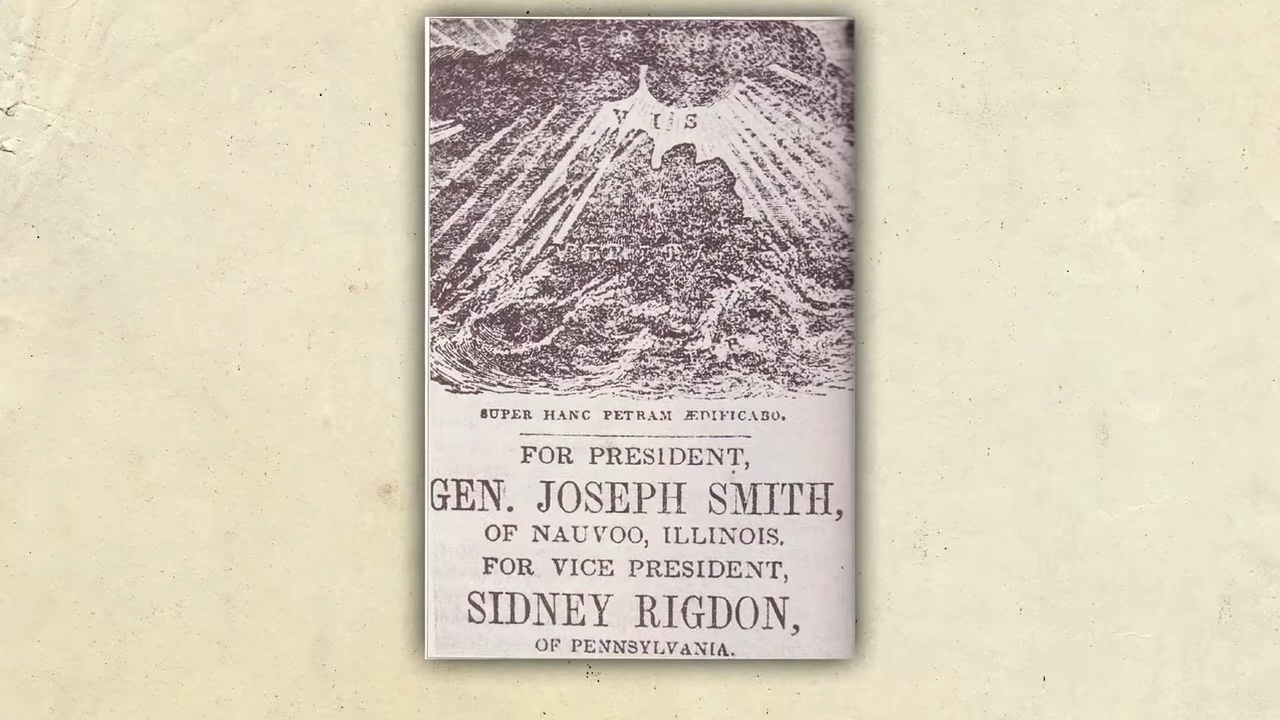 VIS
SUPER HANC PETRAM ÆDIFICABO.
FOR PRESIDENT,
GEN. JOSEPH SMITH,
OF NAUVOO, ILLINOIS.
FOR VICE PRESIDENT,
SIDNEY RIGDON,
OF PENNSYLVANIA.